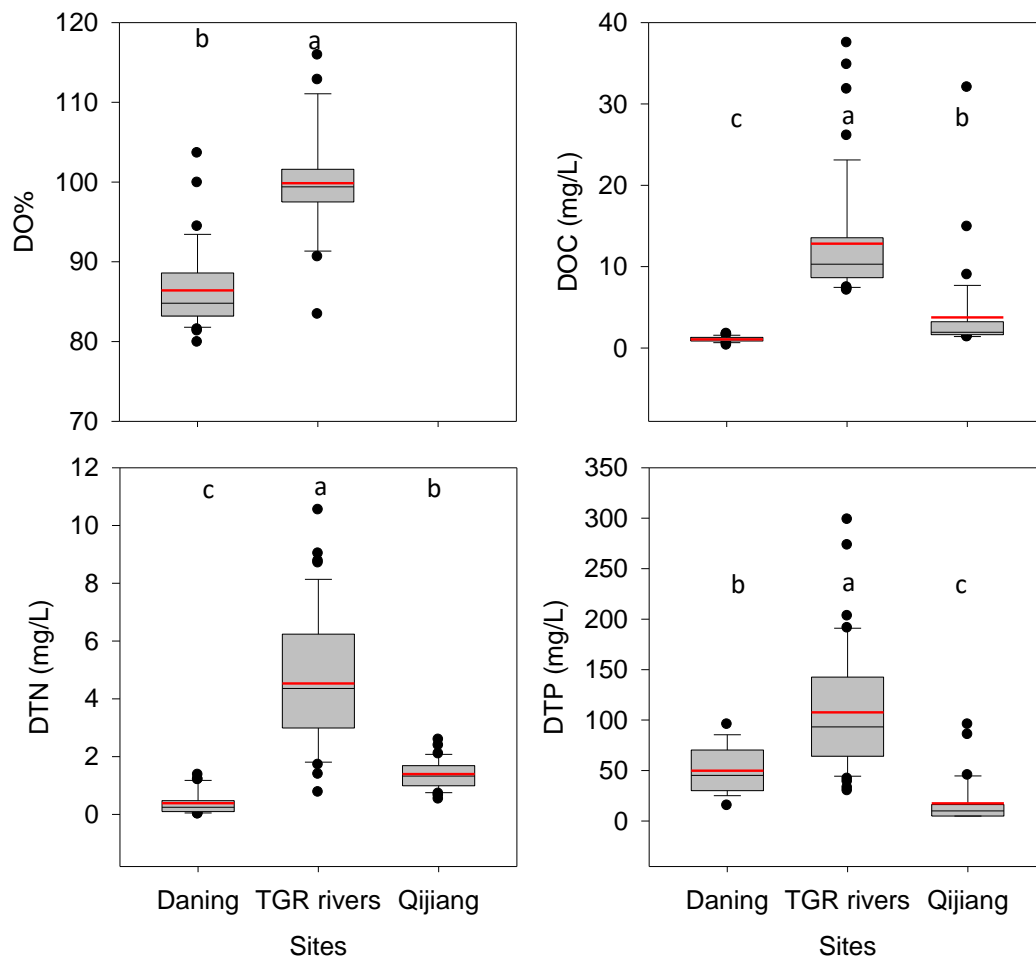 120
110
100
90
80
70
DO%
b
a
40
30
20
10
0
DOC (mg/L)
c
a
b
12
10
8
6
4
2
0
DTN (mg/L)
c
a
b
Daning TGR rivers Qijiang
Sites
350
300
250
200
150
100
50
0
DTP (mg/L)
b
a
c
Daning TGR rivers Qijiang
Sites